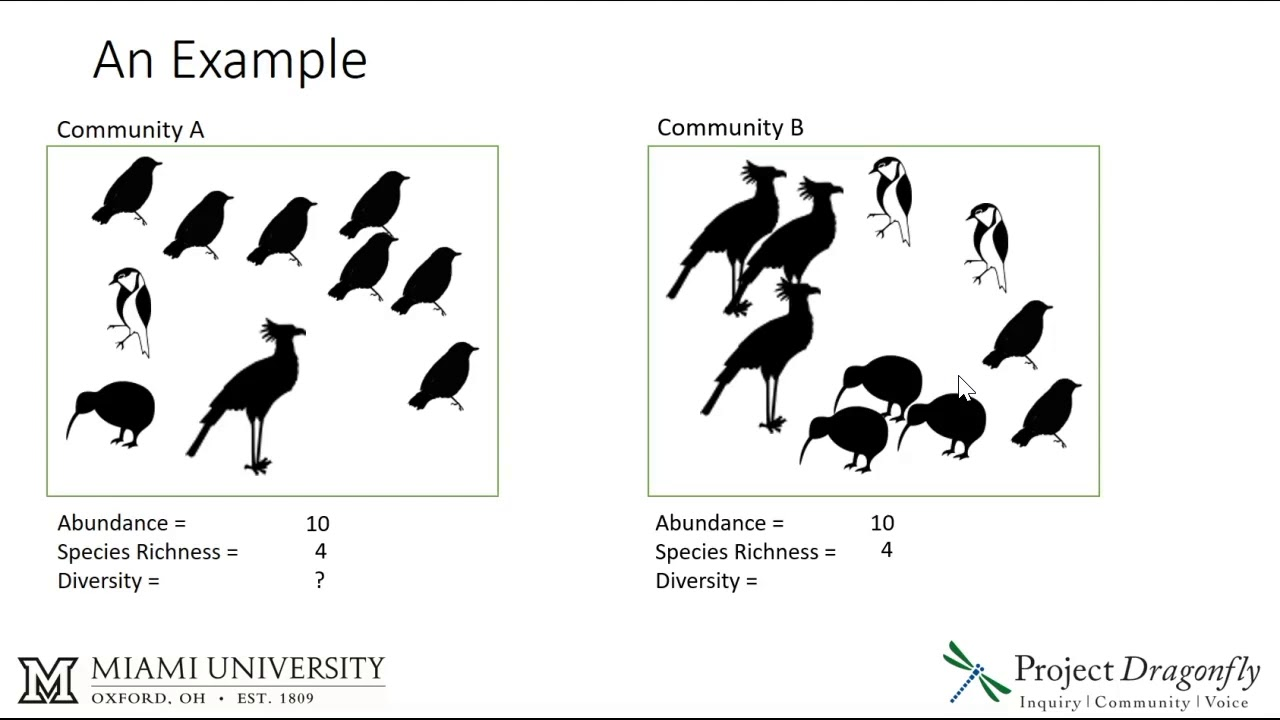 An Example
Community A
Community B
Abundance = 10
Species Richness = 4
Diversity = ?
Abundance = 10
Species Richness = 4
Diversity =
M MIAMI UNIVERSITY
OXFORD, OH • EST. 1809
Project Dragonfly
Inquiry | Community | Voice